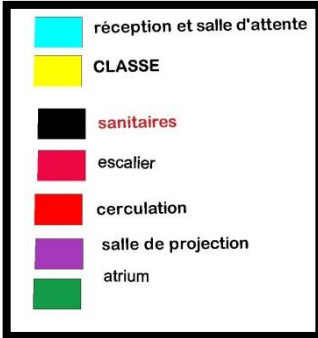 réception et salle d'attente
CLASSE
sanitaires
escalier
cerculation
salle de projection
atrium